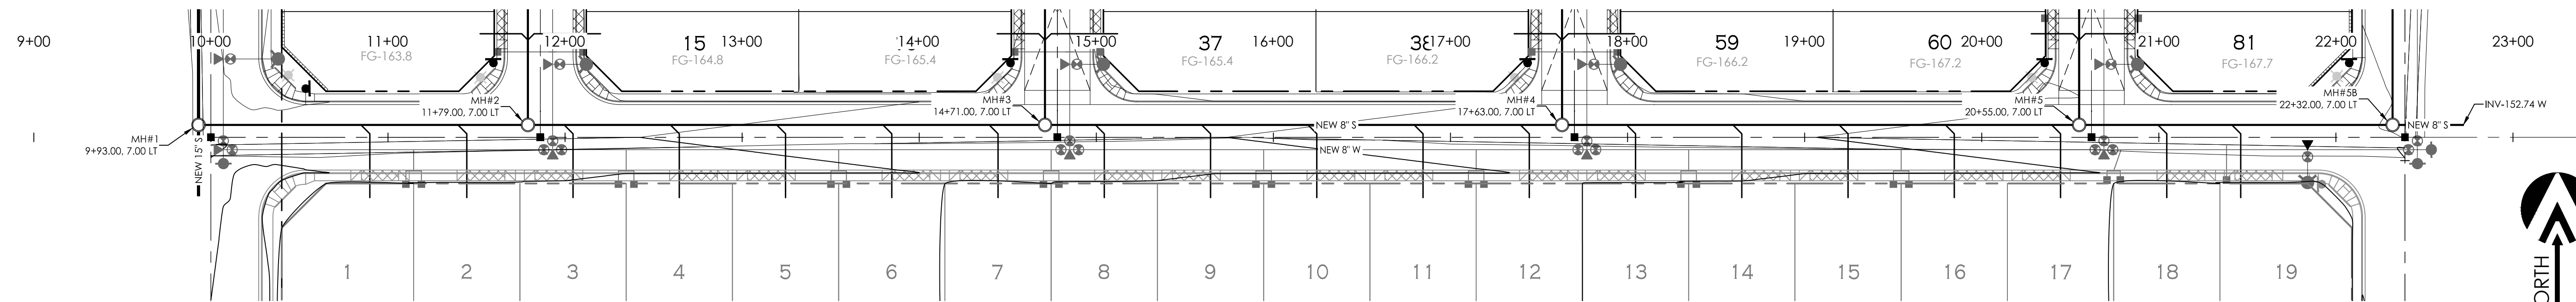 9+00
10+00
11+00
12+00
15
13+00
14+00
15+00
37
16+00
38
17+00
18+00
59
19+00
60
20+00
21+00
81
22+00
23+00
FG-163.8
FG-164.8
FG-165.4
FG-165.4
FG-166.2
FG-166.2
FG-167.2
FG-167.7
MH#1
9+93.00, 7.00 LT
MH#2
11+79.00, 7.00 LT
MH#3
14+71.00, 7.00 LT
MH#4
17+63.00, 7.00 LT
MH#5
20+55.00, 7.00 LT
MH#5B
22+32.00, 7.00 LT
INV-152.74 W
NEW 15" S
NEW 8" S
NEW 8" S
NEW 8" W
1
2
3
4
5
6
7
8
9
10
11
12
13
14
15
16
17
18
19
ORTH